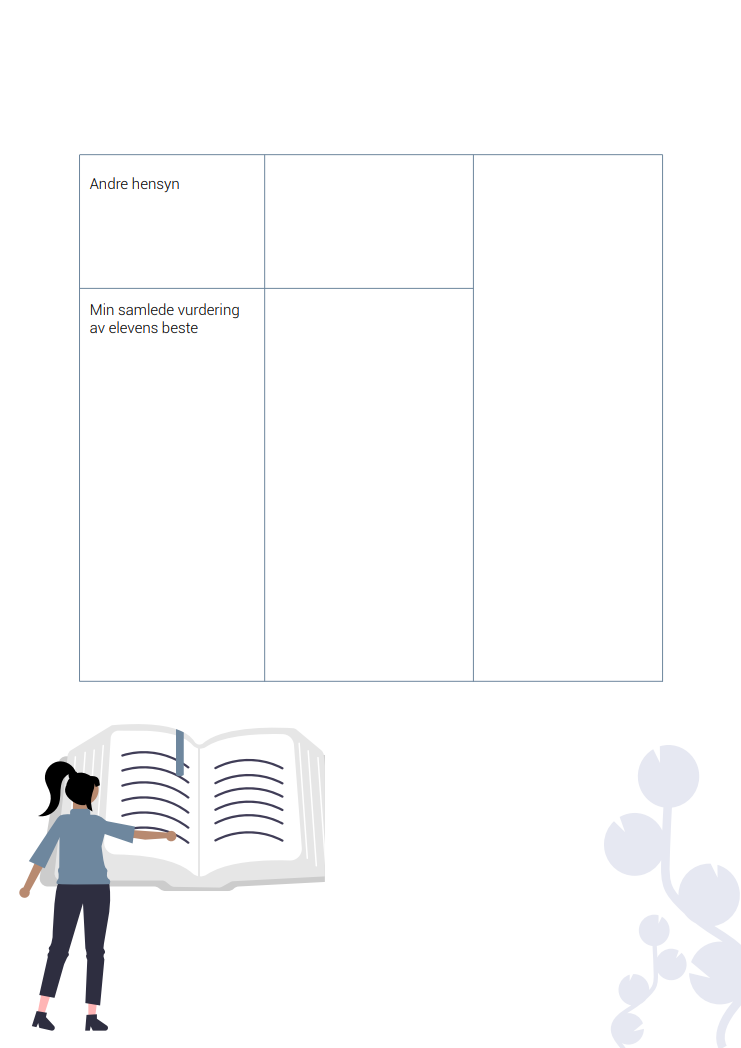 Andre hensyn
Min samlede vurdering
av elevens beste